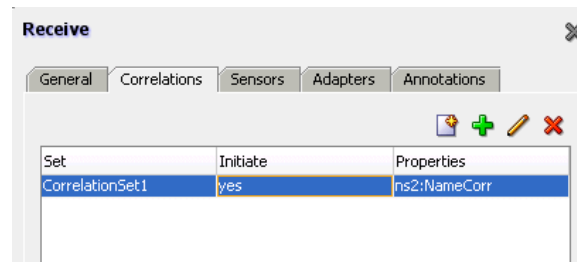 Receive
General Correlations Sensors Adapters Annotations
Set Initiate Properties
CorrelationSet1 yes ns2:NameCorr